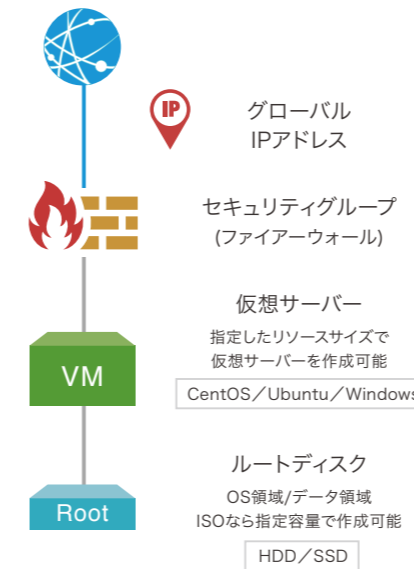 IP
グローバル
IPアドレス
セキュリティグループ
(ファイアーウォール)
VM
仮想サーバー
指定したリソースサイズで
仮想サーバーを作成可能
CentOS／Ubuntu／Windows
Root
ルートディスク
OS領域/データ領域
ISOなら指定容量で作成可能
HDD／SSD